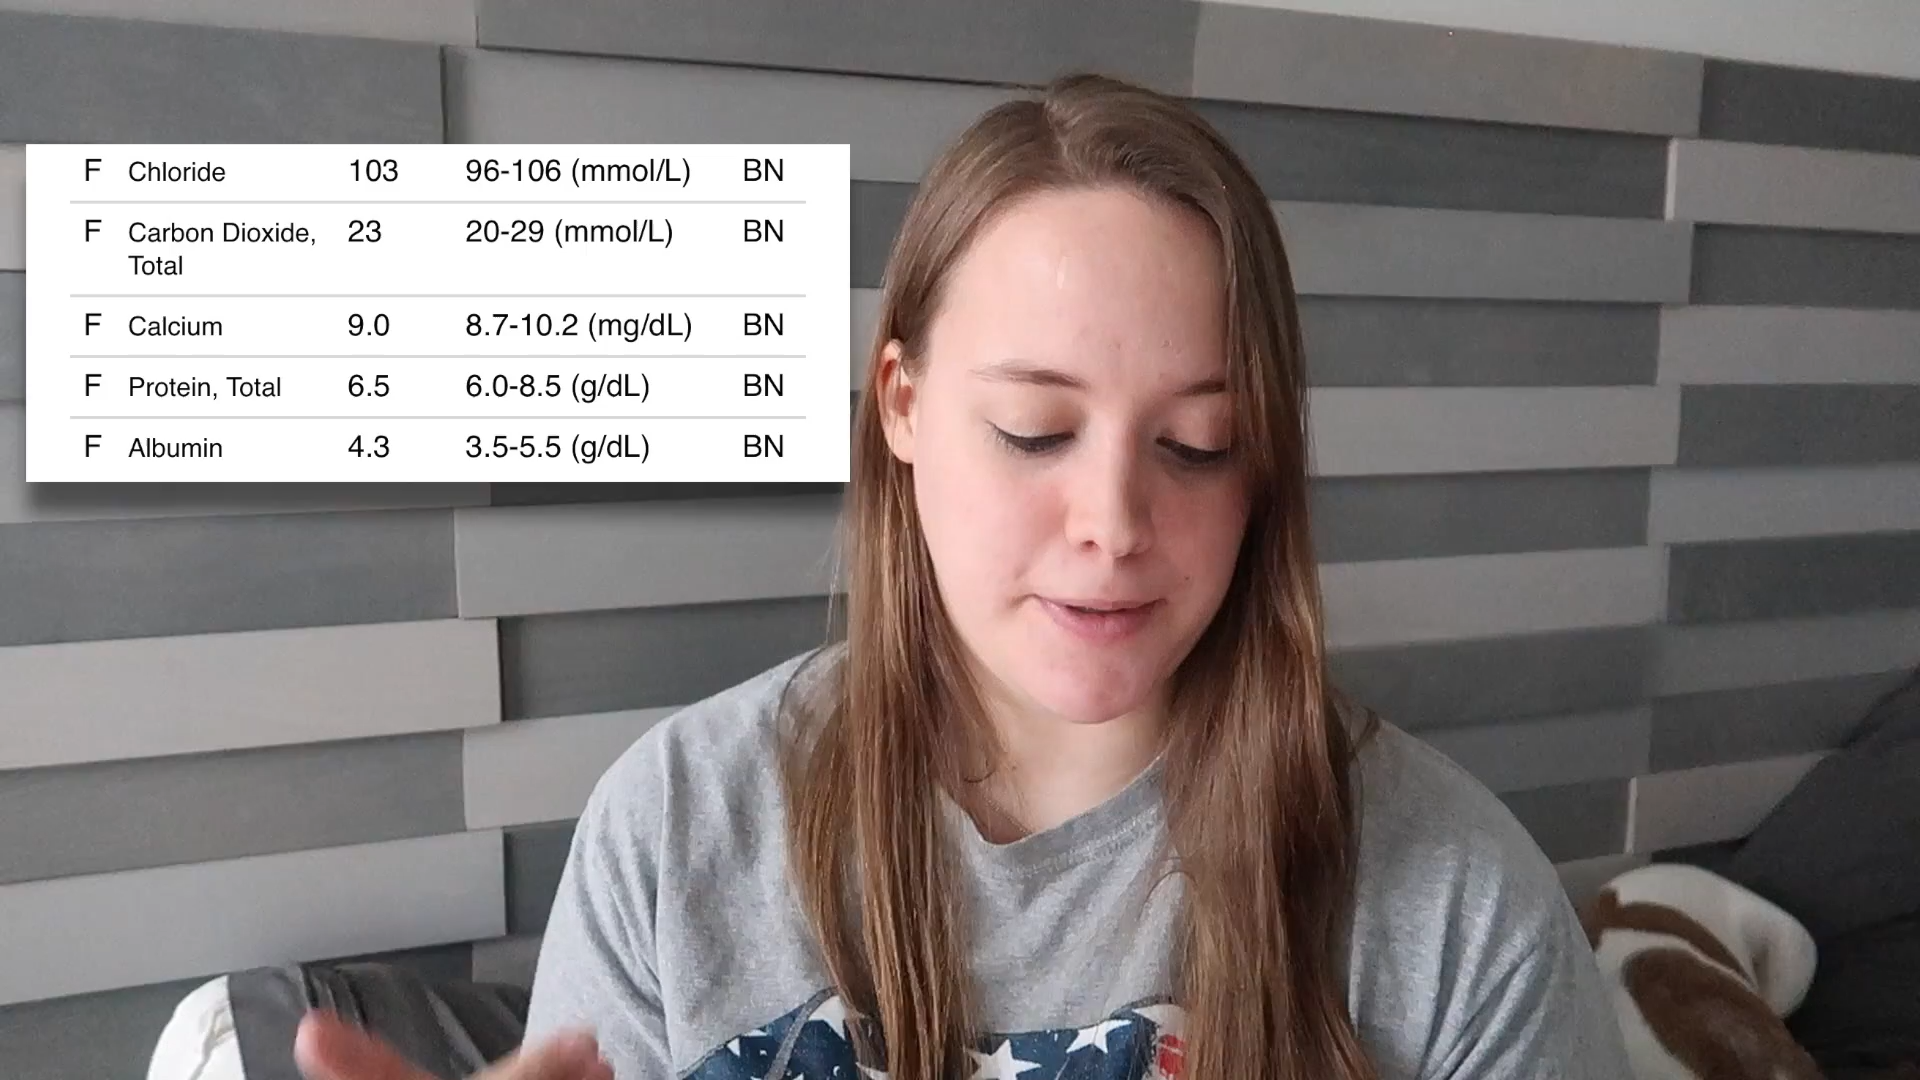 F Chloride 103 96-106 (mmol/L) BN
F Carbon Dioxide, 23 20-29 (mmol/L) BN
Total
F Calcium 9.0 8.7-10.2 (mg/dL) BN
F Protein, Total 6.5 6.0-8.5 (g/dL) BN
F Albumin 4.3 3.5-5.5 (g/dL) BN